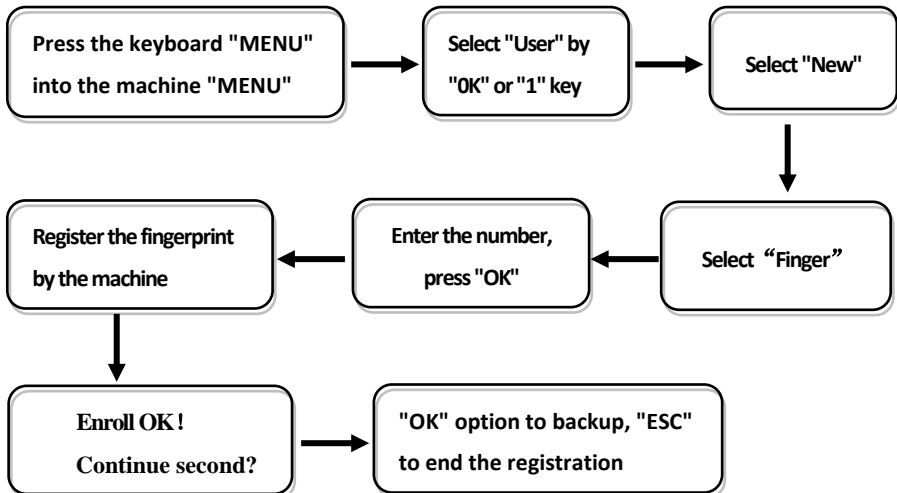 Press the keyboard "MENU"
into the machine "MENU"
Select "User" by
"0K" or "1" key
Select "New"
Select “Finger”
Enter the number,
press "OK"
Register the fingerprint
by the machine
Enroll OK!
Continue second?
"OK" option to backup, "ESC"
to end the registration